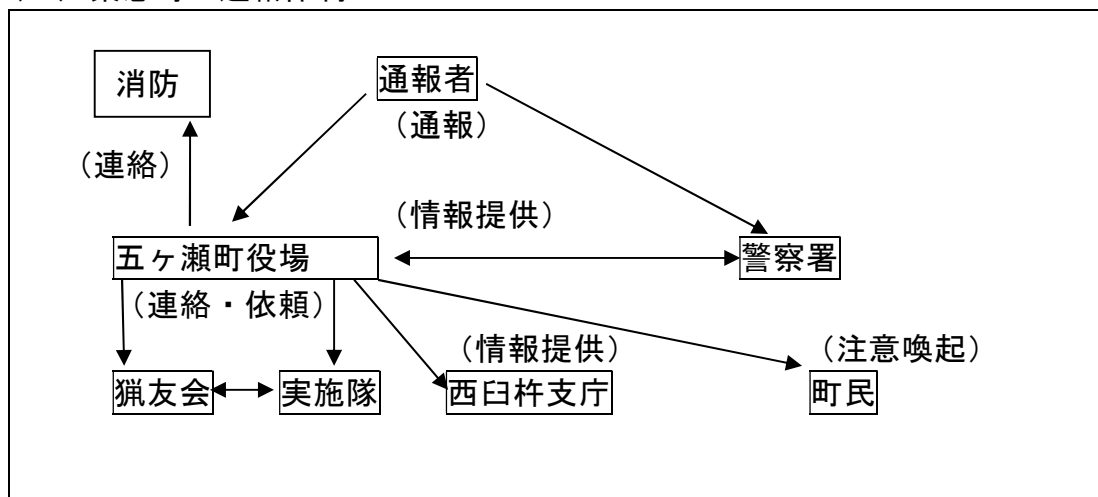 消防
通報者
（通報）
（連絡）
（情報提供）
五ヶ瀬町役場
警察署
（連絡・依頼）
（情報提供）
（注意喚起）
猟友会
実施隊
西臼杵支庁
町民